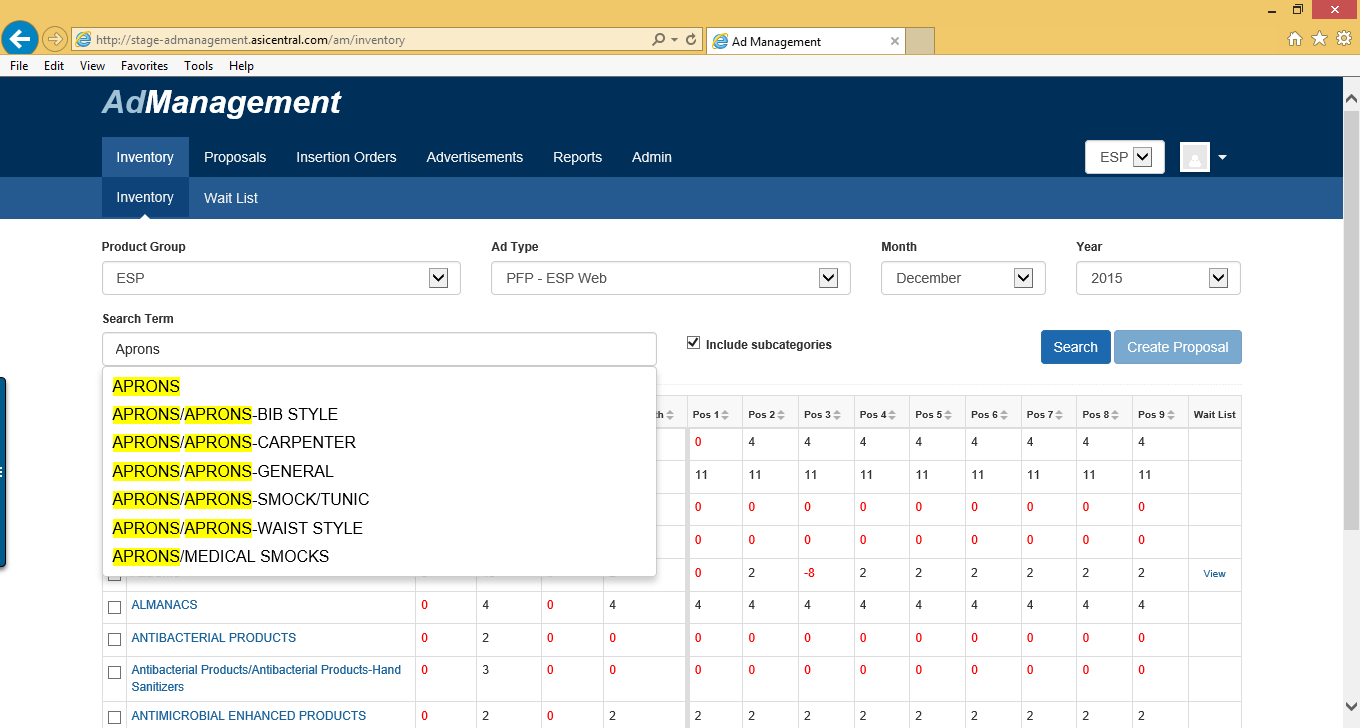 http://stage-admanagement.asicentral.com/am/inventory
Ad Management
File Edit View Favorites Tools Help
AdManagement
Inventory Proposals Insertion Orders Advertisements Reports Admin
ESP
Inventory Wait List
Product Group Ad Type Month Year
ESP PFP - ESP Web December 2015
Search Term
Aprons
Include subcategories
Search Create Proposal
APRONS
APRONS/APRONS-BIB STYLE
APRONS/APRONS-CARPENTER
APRONS/APRONS-GENERAL
APRONS/APRONS-SMOCK/TUNIC
APRONS/APRONS-WAIST STYLE
APRONS/MEDICAL SMOCKS
Pos 1 Pos 2 Pos 3 Pos 4 Pos 5 Pos 6 Pos 7 Pos 8 Pos 9 Wait List
0 4 4 4 4 4 4 4 4
11 11 11 11 11 11 11 11 11
0 0 0 0 0 0 0 0 0
0 0 0 0 0 0 0 0 0
0 2 -8 2 2 2 2 2 2 View
ALMANACS 0 4 0 4 4 4 4 4 4 4 4 4 4
ANTIBACTERIAL PRODUCTS 0 2 0 0 0 0 0 0 0 0 0 0 0
Antibacterial Products/Antibacterial Products-Hand
Sanitizers 0 3 0 0 0 0 0 0 0 0 0 0 0
ANTIMICROBIAL ENHANCED PRODUCTS 0 2 0 2 2 2 2 2 2 2 2 2 2